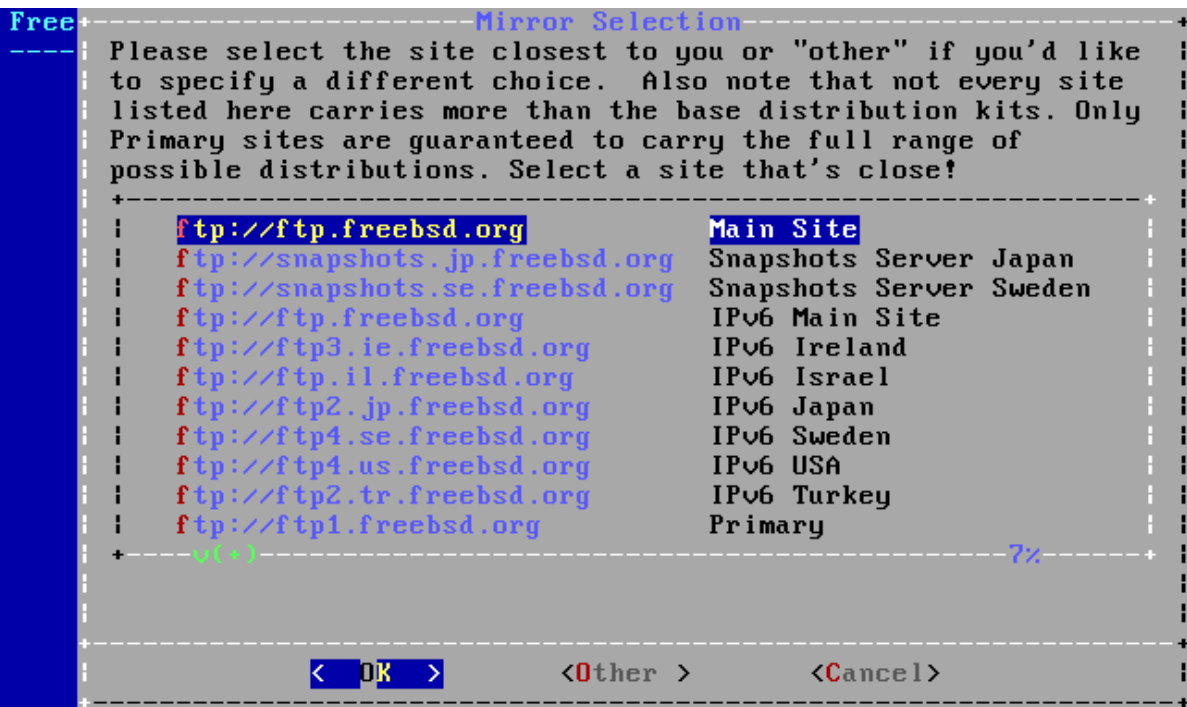 Free
Mirror Selection
Please select the site closest to you or "other" if you'd like
to specify a different choice.  Also note that not every site
listed here carries more than the base distribution kits. Only
Primary sites are guaranteed to carry the full range of
possible distributions. Select a site that's close!
ftp://ftp.freebsd.org Main Site
ftp://snapshots.jp.freebsd.org Snapshots Server Japan
ftp://snapshots.se.freebsd.org Snapshots Server Sweden
ftp://ftp.freebsd.org IPv6 Main Site
ftp://ftp3.ie.freebsd.org IPv6 Ireland
ftp://ftp.il.freebsd.org IPv6 Israel
ftp://ftp2.jp.freebsd.org IPv6 Japan
ftp://ftp4.se.freebsd.org IPv6 Sweden
ftp://ftp4.us.freebsd.org IPv6 USA
ftp://ftp2.tr.freebsd.org IPv6 Turkey
ftp://ftp1.freebsd.org Primary
v(+) 7%
<  OK  > <Other > <Cancel>